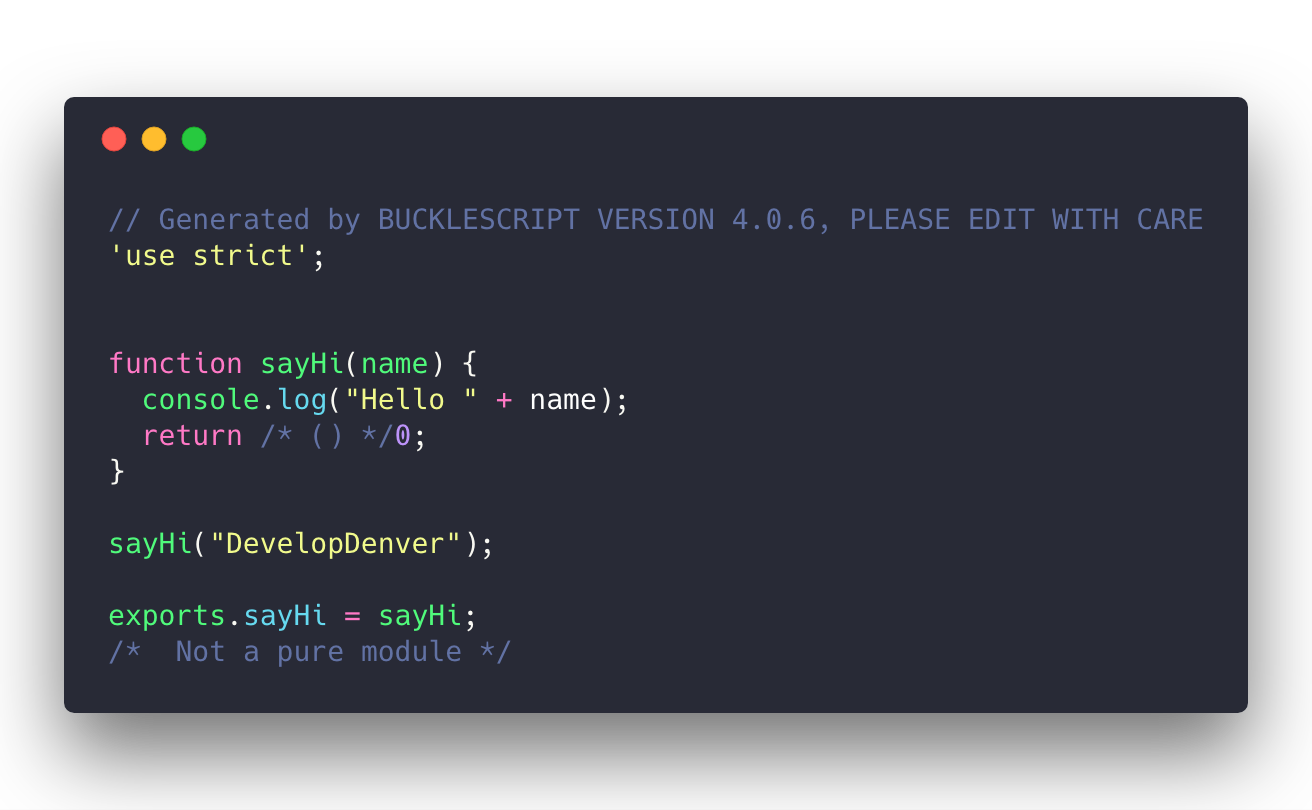 // Generated by BUCKLESCRIPT VERSION 4.0.6, PLEASE EDIT WITH CARE
'use strict';
function sayHi(name) {
  console.log("Hello " + name);
  return /* () */0;
}
sayHi("DevelopDenver");
exports.sayHi = sayHi;
/*  Not a pure module */